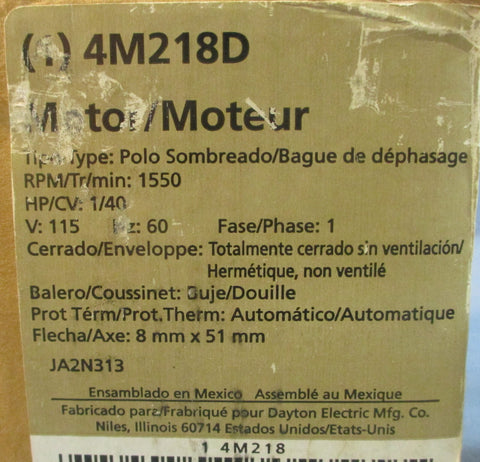 (1) 4M218D
Motor/Moteur
Tipo/Type: Polo Sombreado/Bague de déphasage
RPM/Tr/min: 1550
HP/CV: 1/40
V: 115 Hz: 60 Fase/Phase: 1
Cerrado/Enveloppe: Totalmente cerrado sin ventilación/
Hermétique, non ventilé
Balero/Coussinet: Buje/Douille
Prot Térm/Prot.Therm: Automático/Automatique
Flecha/Axe: 8 mm x 51 mm
JA2N313
Ensamblado en Mexico Assemblé au Mexique
Fabricado para/Frabriqué pour Dayton Electric Mfg. Co.
Niles, Illinois 60714 Estados Unidos/Etats-Unis
1 4M218